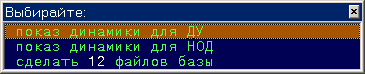 Выбирайте:
показ динамики для ДУ
показ динамики для НОД
сделать 12 файлов базы